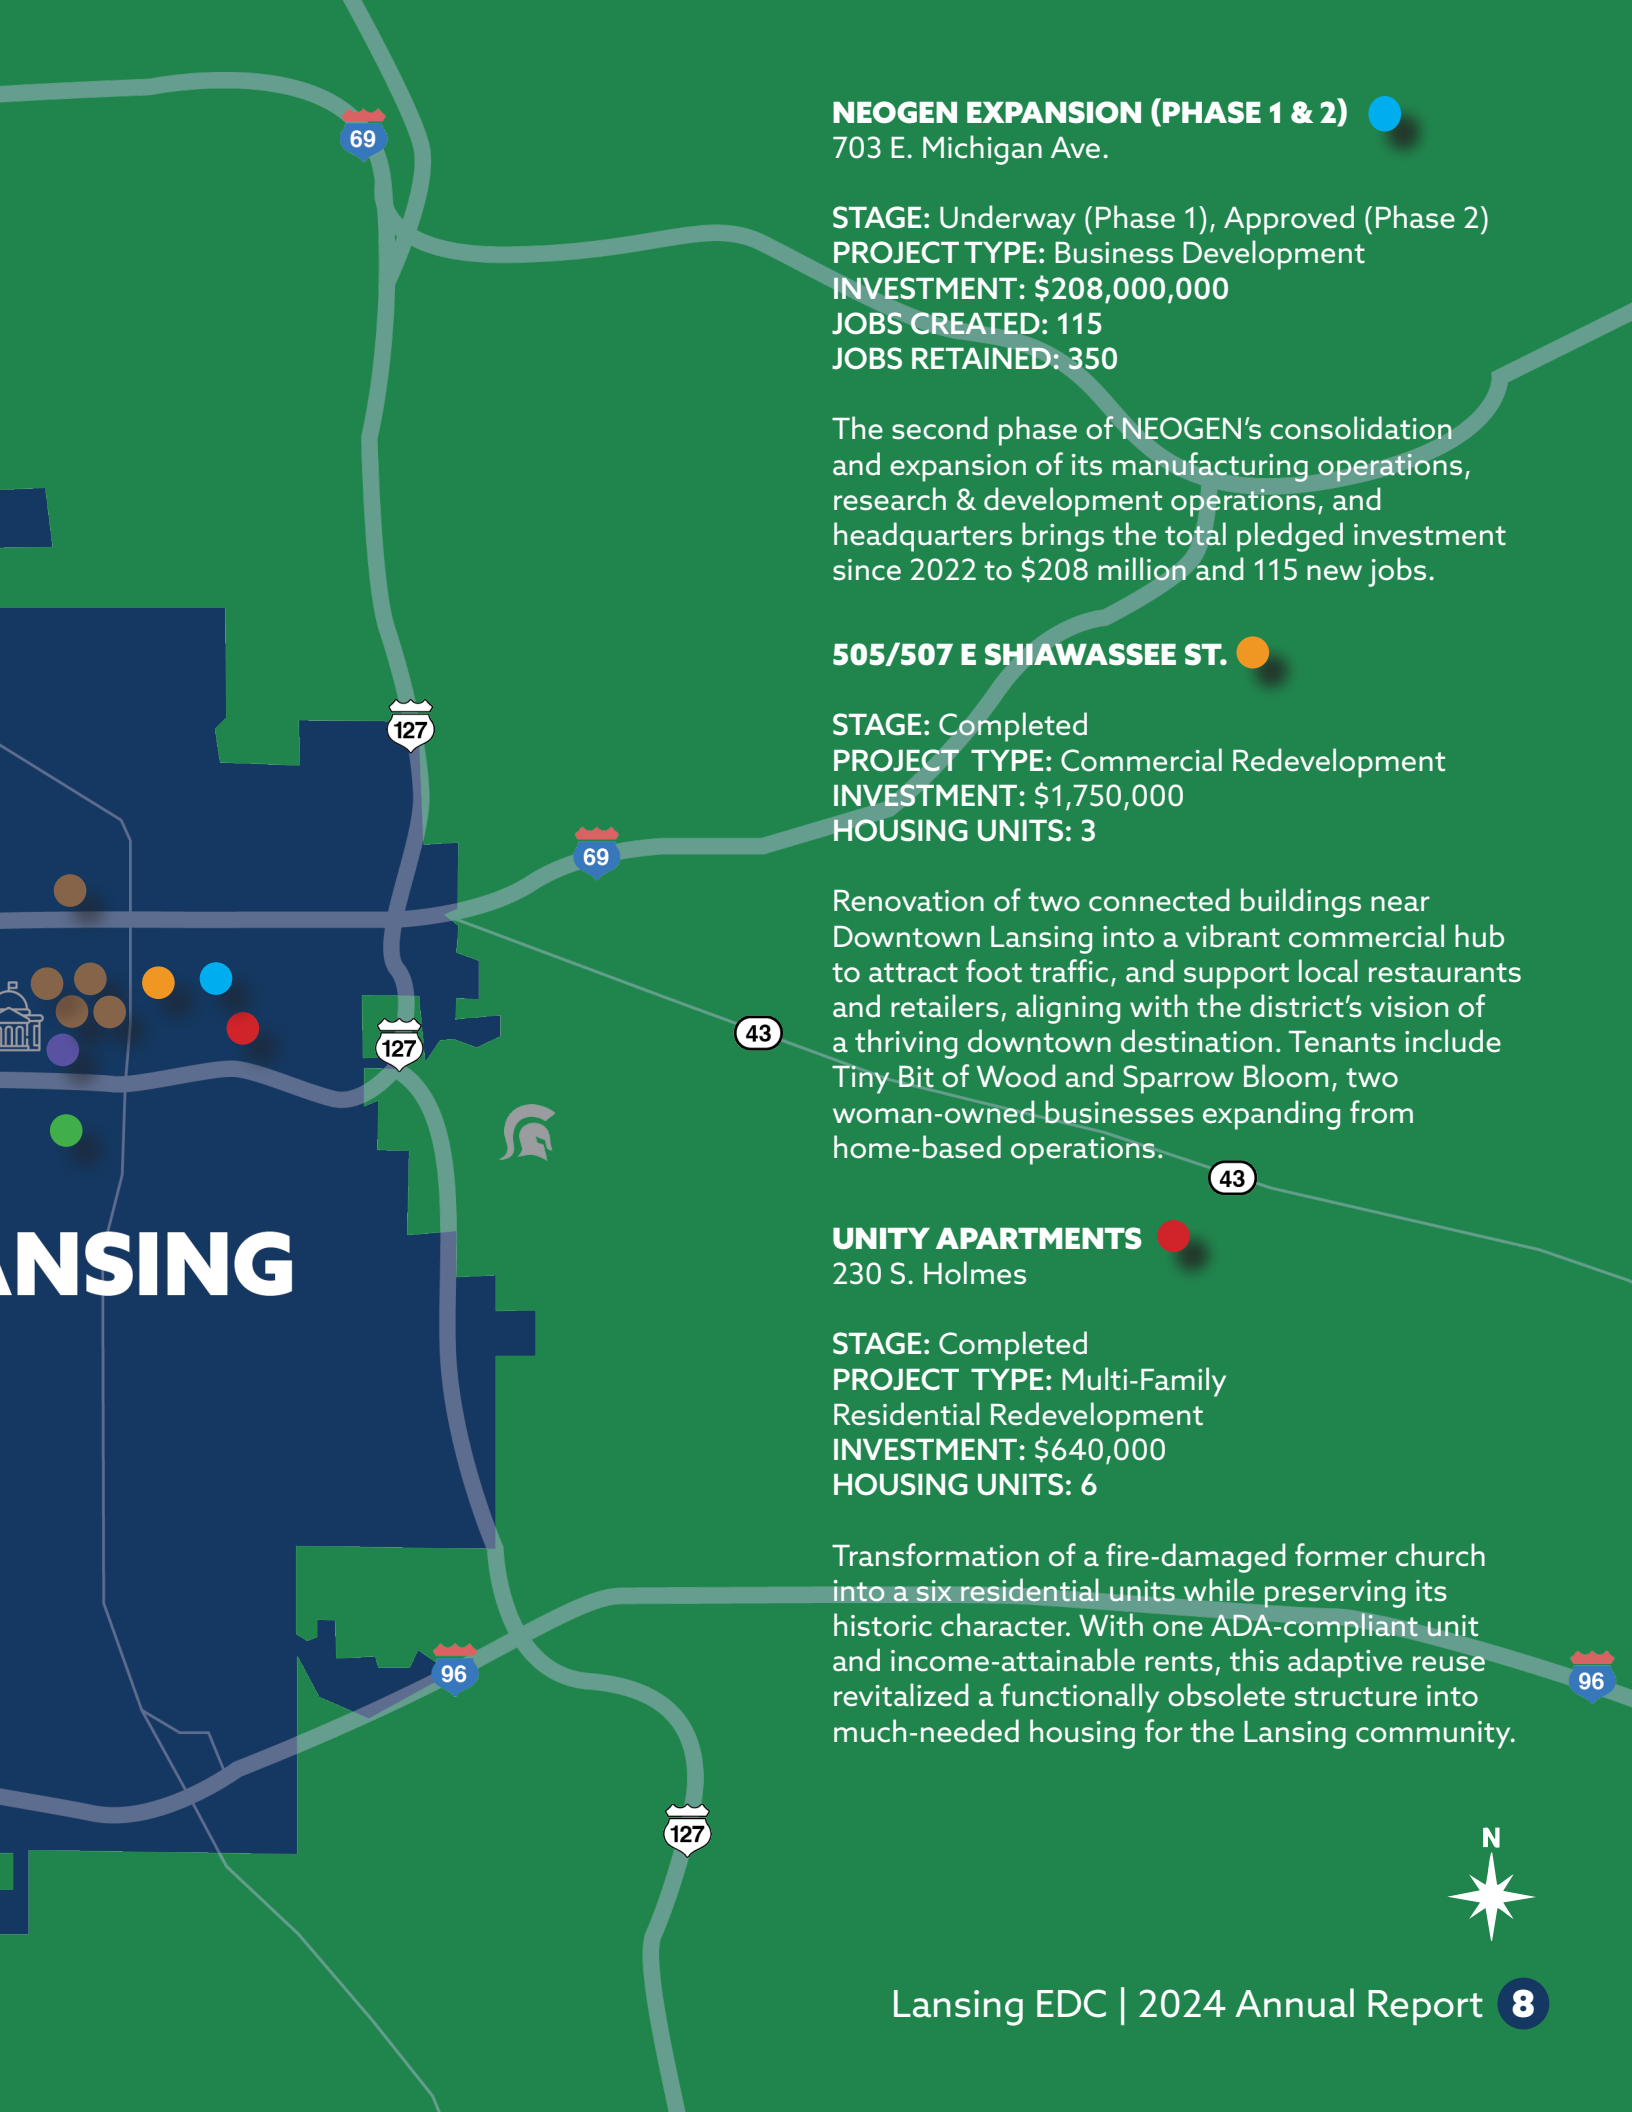 NEOGEN EXPANSION (PHASE 1 & 2)
703 E. Michigan Ave.
STAGE: Underway (Phase 1), Approved (Phase 2)
PROJECT TYPE: Business Development
INVESTMENT: $208,000,000
JOBS CREATED: 115
JOBS RETAINED: 350
The second phase of NEOGEN’s consolidation
and expansion of its manufacturing operations,
research & development operations, and
headquarters brings the total pledged investment
since 2022 to $208 million and 115 new jobs.
505/507 E SHIAWASSEE ST.
STAGE: Completed
PROJECT TYPE: Commercial Redevelopment
INVESTMENT: $1,750,000
HOUSING UNITS: 3
Renovation of two connected buildings near
Downtown Lansing into a vibrant commercial hub
to attract foot traffic, and support local restaurants
and retailers, aligning with the district’s vision of
a thriving downtown destination. Tenants include
Tiny Bit of Wood and Sparrow Bloom, two
woman-owned businesses expanding from
home-based operations.
UNITY APARTMENTS
230 S. Holmes
STAGE: Completed
PROJECT TYPE: Multi-Family
Residential Redevelopment
INVESTMENT: $640,000
HOUSING UNITS: 6
Transformation of a fire-damaged former church
into a six residential units while preserving its
historic character. With one ADA-compliant unit
and income-attainable rents, this adaptive reuse
revitalized a functionally obsolete structure into
much-needed housing for the Lansing community.
69
127
69
43
127
43
ANSING
96
96
127
N
Lansing EDC | 2024 Annual Report 8